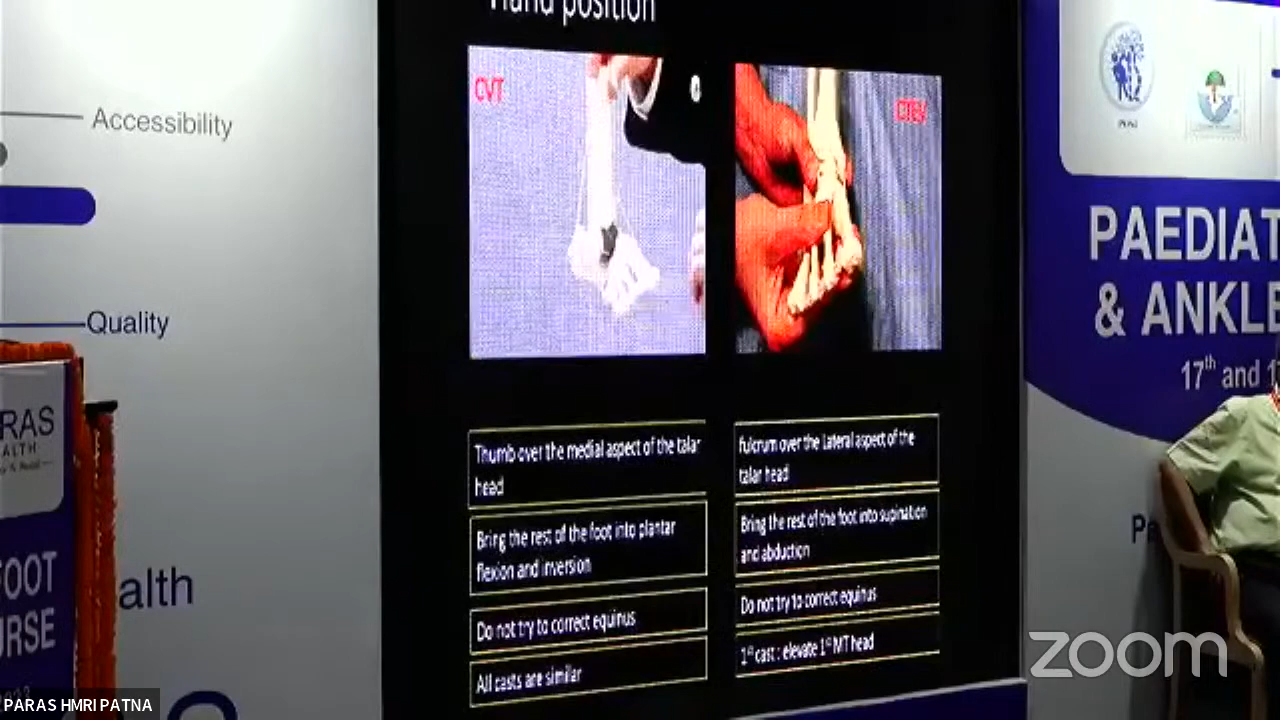 Hand position
CVT
CTEV
Thumb over the medial aspect of the talar
head
Bring the rest of the foot into plantar
flexion and inversion
Do not try to correct equinus
All casts are similar
fulcrum over the Lateral aspect of the
talar head
Bring the rest of the foot into supination
and abduction
Do not try to correct equinus
1st cast : elevate 1st MT head
Accessibility
Quality
alth
RAS
ALTH
FOOT
URSE
PAEDIAT
& ANKLE
17th and 1
zoom
PARAS HMRI PATNA